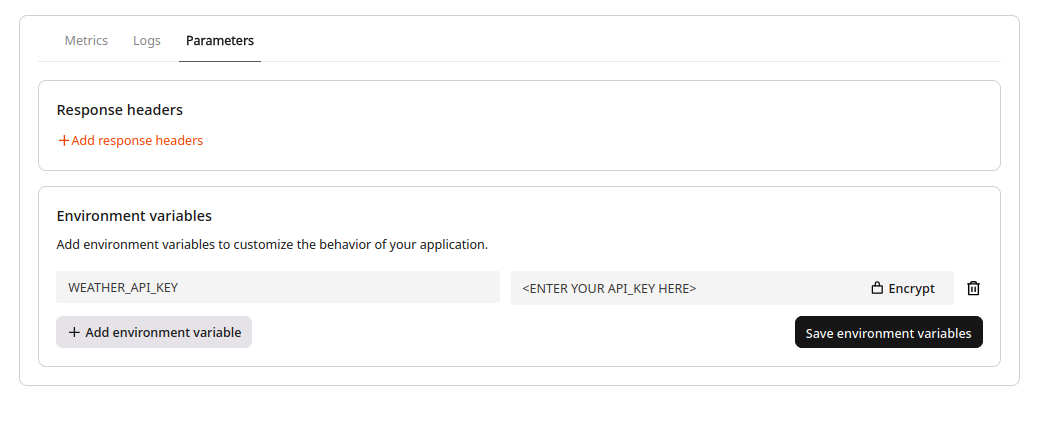 Metrics Logs Parameters
Response headers
+ Add response headers
Environment variables
Add environment variables to customize the behavior of your application.
WEATHER_API_KEY <ENTER YOUR API_KEY HERE> Encrypt
+ Add environment variable Save environment variables